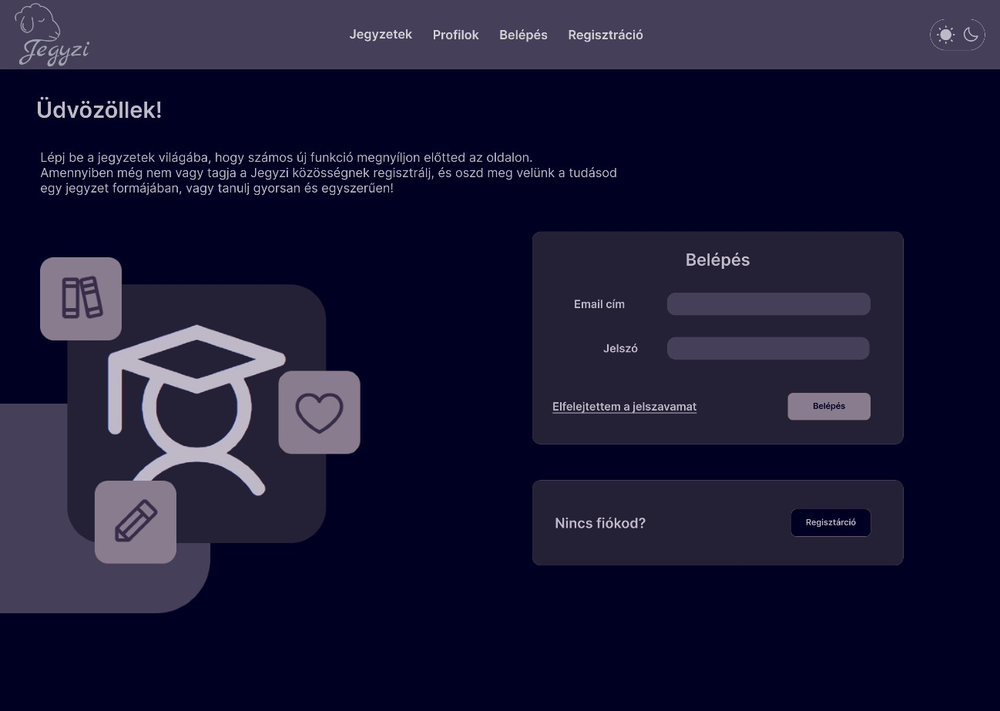 Jegyzi
Jegyzetek Profilok Belépés Regisztráció
Üdvözöllek!
Lépj be a jegyzetek világába, hogy számos új funkció megnyíljon előtted az oldalon.
Amennyiben még nem vagy tagja a Jegyzi közösségnek regisztrálj, és oszd meg velünk a tudásod
egy jegyzet formájában, vagy tanulj gyorsan és egyszerűen!
Belépés
Email cím
Jelszó
Elfelejtettem a jelszavamat
Belépés
Nincs fiókod?
Regisztárció